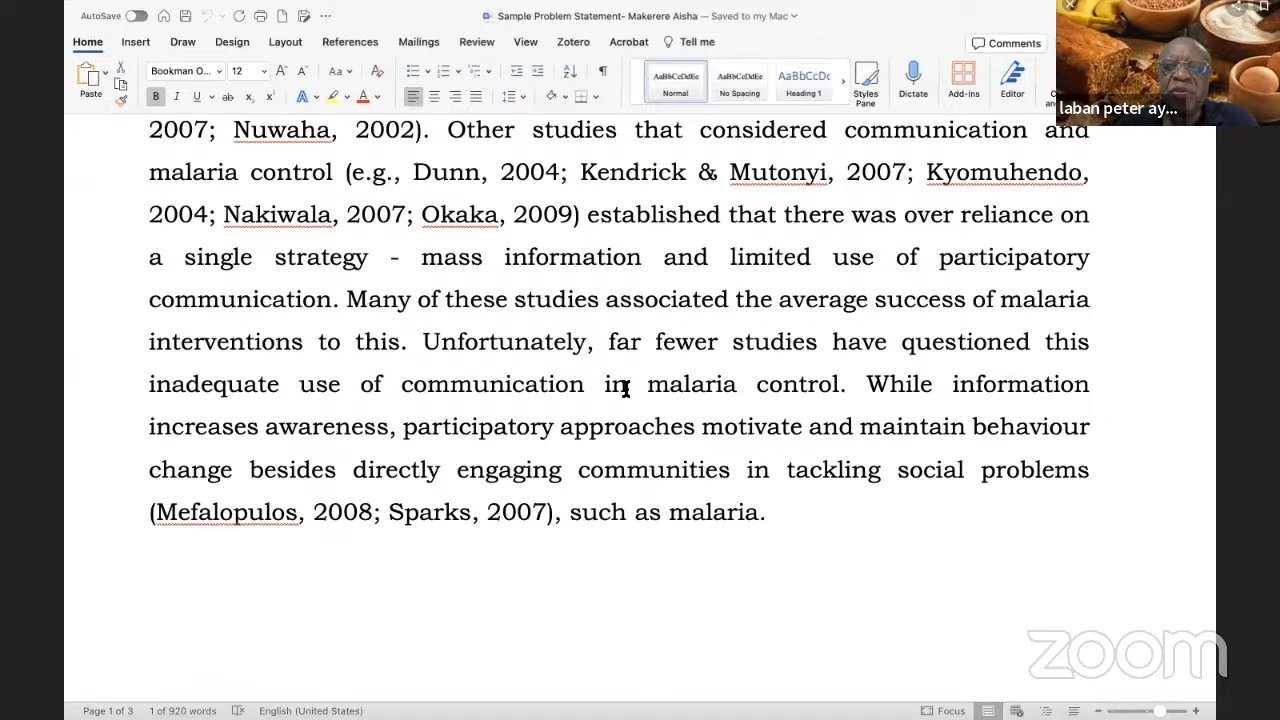 AutoSave
Sample Problem Statement- Makerere Aisha — Saved to my Mac
Home Insert Draw Design Layout References Mailings Review View Zotero Acrobat Tell me
Comments
Paste
Bookman O... 12
AaBbCcDdEe AaBbCcDdEe AaBbCcDc
Normal No Spacing Heading 1
Styles Pane
Dictate
Add-ins
Editor
laban peter ay...
2007; Nuwaha, 2002). Other studies that considered communication and
malaria control (e.g., Dunn, 2004; Kendrick & Mutonyi, 2007; Kyomuhendo,
2004; Nakiwala, 2007; Okaka, 2009) established that there was over reliance on
a single strategy - mass information and limited use of participatory
communication. Many of these studies associated the average success of malaria
interventions to this. Unfortunately, far fewer studies have questioned this
inadequate use of communication in malaria control. While information
increases awareness, participatory approaches motivate and maintain behaviour
change besides directly engaging communities in tackling social problems
(Mefalopulos, 2008; Sparks, 2007), such as malaria.
zoom
Page 1 of 3 1 of 920 words English (United States) Focus